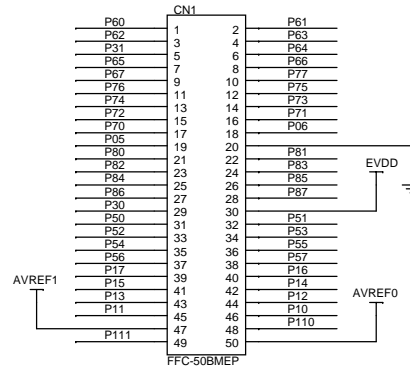 CN1
P60 1 2 P61
P62 3 4 P63
P31 5 6 P64
P65 7 8 P66
P67 9 10 P77
P76 11 12 P75
P74 13 14 P73
P72 15 16 P71
P70 17 18 P06
P05 19 20
P80 21 22 P81
P82 23 24 P83
EVDD
P84 25 26 P85
P86 27 28 P87
P30 29 30
P50 31 32 P51
P52 33 34 P53
P54 35 36 P55
P56 37 38 P57
P17 39 40 P16
AVREF1
P15 41 42 P14
P13 43 44 P12
AVREF0
P11 45 46 P10
47 48 P110
P111 49 50
FFC-50BMEP